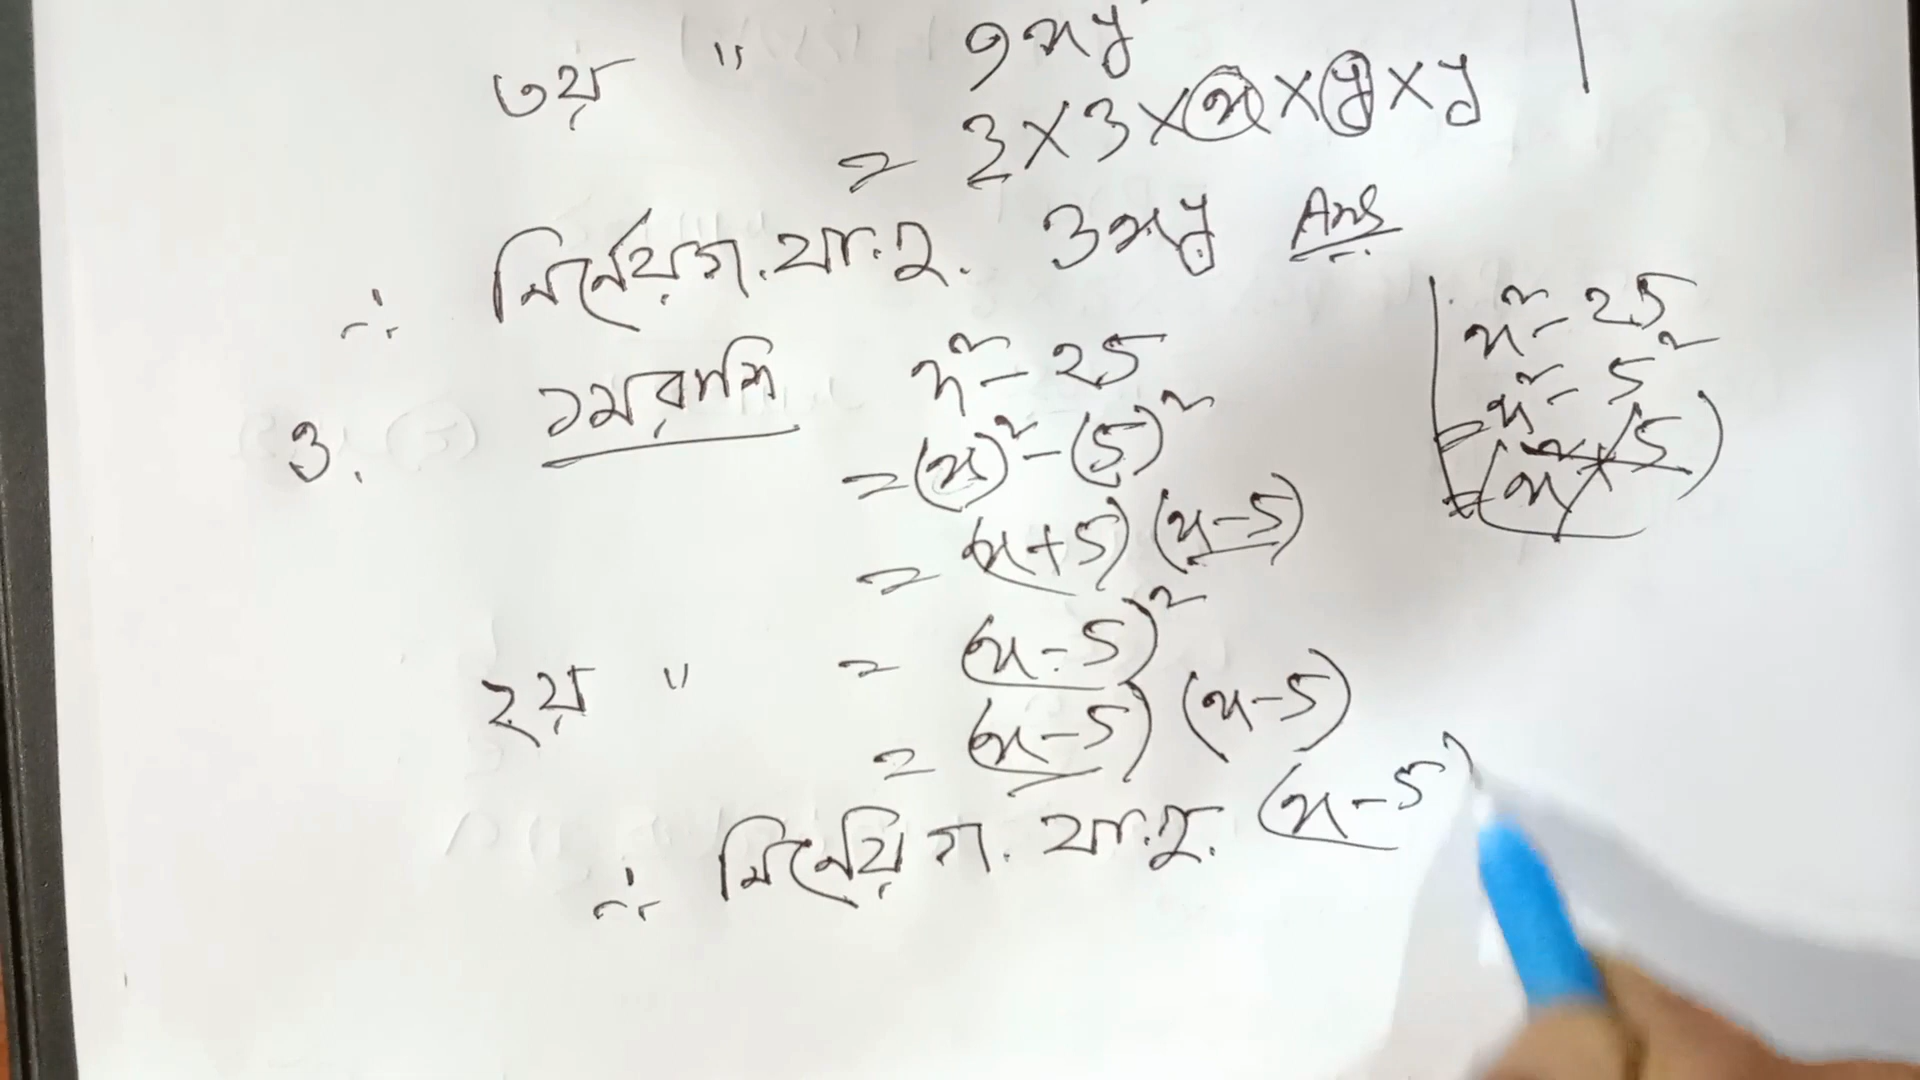 ৩য় " 9xy²
= 3×3×x×y×y
∴ নির্নেয় গ.সা.গু. 3xy Ans
3. ১ম রাশি x² - 25
= (x)² - (5)²
= (x+5) (x-5)
২য় " = (x-5)²
= (x-5) (x-5)
∴ নির্নেয় গ.সা.গু. (x-5)
x² - 25
= x² - 5²